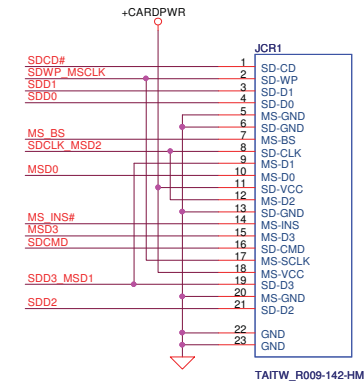 +CARDPWR
JCR1
SDCD# 1 SD-CD
SDWP_MSCLK 2 SD-WP
SDD1 3 SD-D1
SDD0 4 SD-D0
5 MS-GND
6 SD-GND
MS_BS 7 MS-BS
SDCLK_MSD2 8 SD-CLK
9 MS-D1
MSD0 10 MS-D0
11 SD-VCC
12 MS-D2
13 SD-GND
MS_INS# 14 MS-INS
MSD3 15 MS-D3
SDCMD 16 SD-CMD
17 MS-SCLK
18 MS-VCC
SDD3_MSD1 19 SD-D3
20 MS-GND
SDD2 21 SD-D2
22 GND
23 GND
TAITW_R009-142-HM